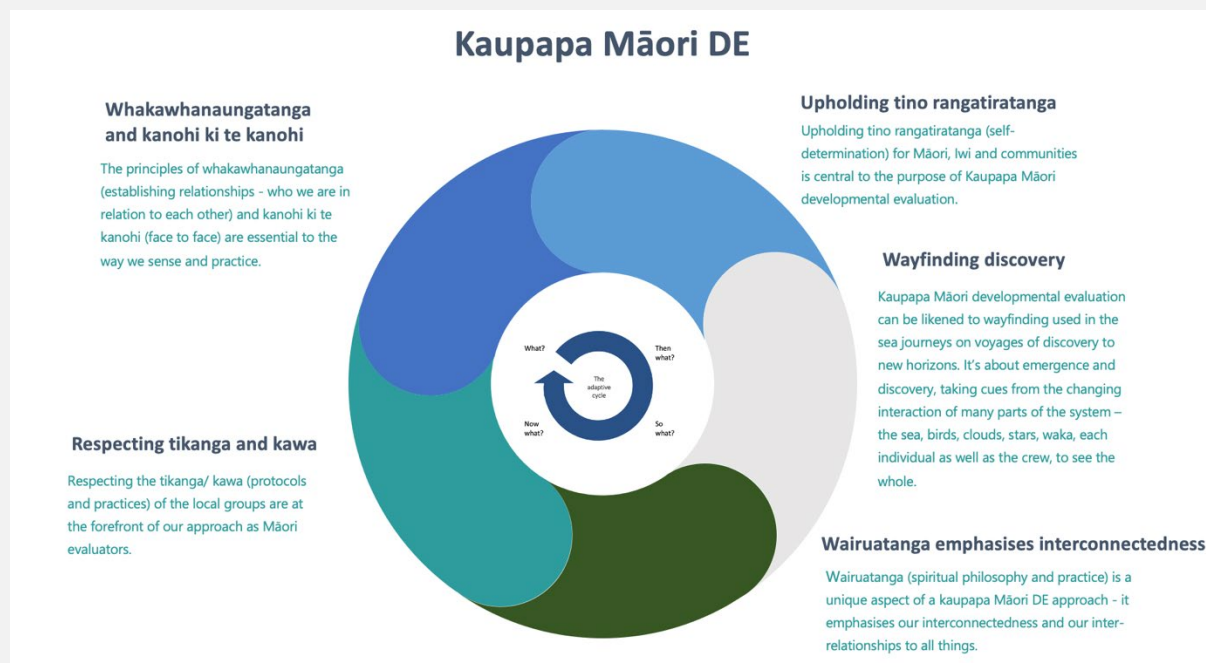 Kaupapa Māori DE
Whakawhanaungatanga
and kanohi ki te kanohi
The principles of whakawhanaungatanga
(establishing relationships - who we are in
relation to each other) and kanohi ki te
kanohi (face to face) are essential to the
way we sense and practice.
Upholding tino rangatiratanga
Upholding tino rangatiratanga (self-
determination) for Māori, Iwi and communities
is central to the purpose of Kaupapa Māori
developmental evaluation.
Wayfinding discovery
Kaupapa Māori developmental evaluation
can be likened to wayfinding used in the
sea journeys on voyages of discovery to
new horizons. It's about emergence and
discovery, taking cues from the changing
interaction of many parts of the system –
the sea, birds, clouds, stars, waka, each
individual as well as the crew, to see the
whole.
What?
Then
what?
The
adaptive
cycle
Now
what?
So
what?
Respecting tikanga and kawa
Respecting the tikanga/ kawa (protocols
and practices) of the local groups are at
the forefront of our approach as Māori
evaluators.
Wairuatanga emphasises interconnectedness
Wairuatanga (spiritual philosophy and practice) is a
unique aspect of a kaupapa Māori DE approach - it
emphasises our interconnectedness and our inter-
relationships to all things.